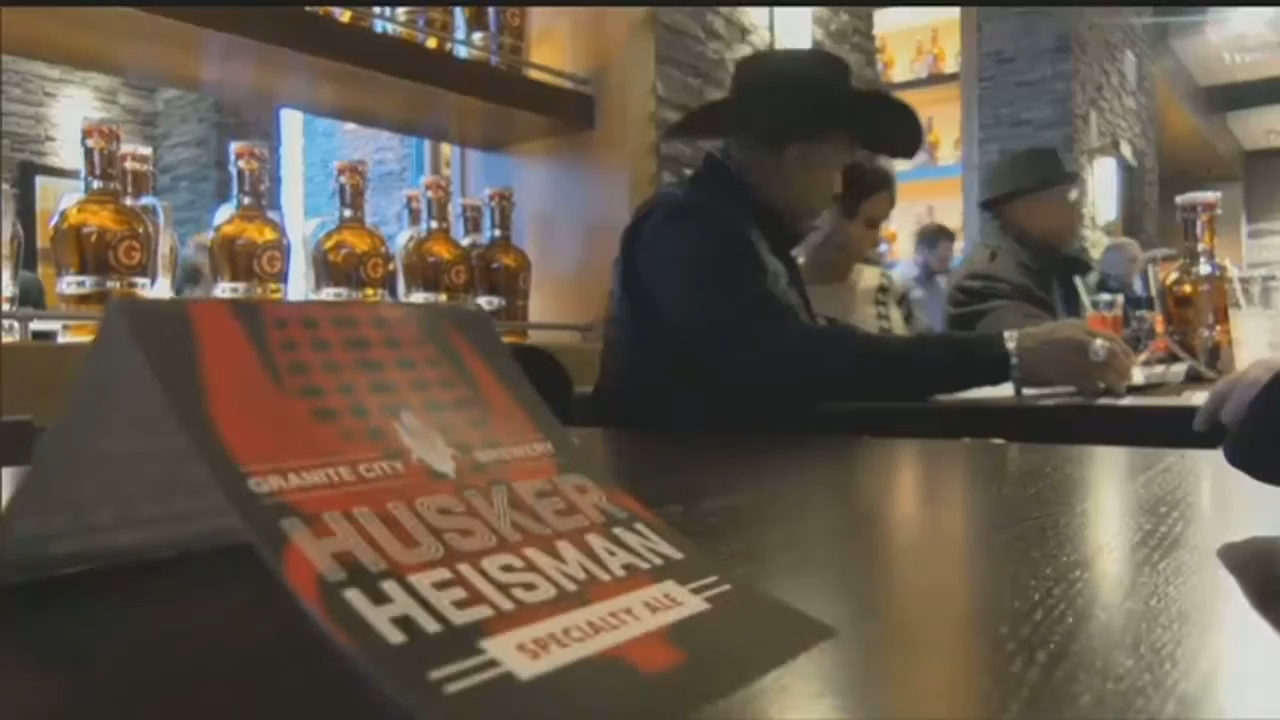 GRANITE CITY BREWERY
HUSKER
HEISMAN
SPECIALTY ALE
G
G
G
G
G